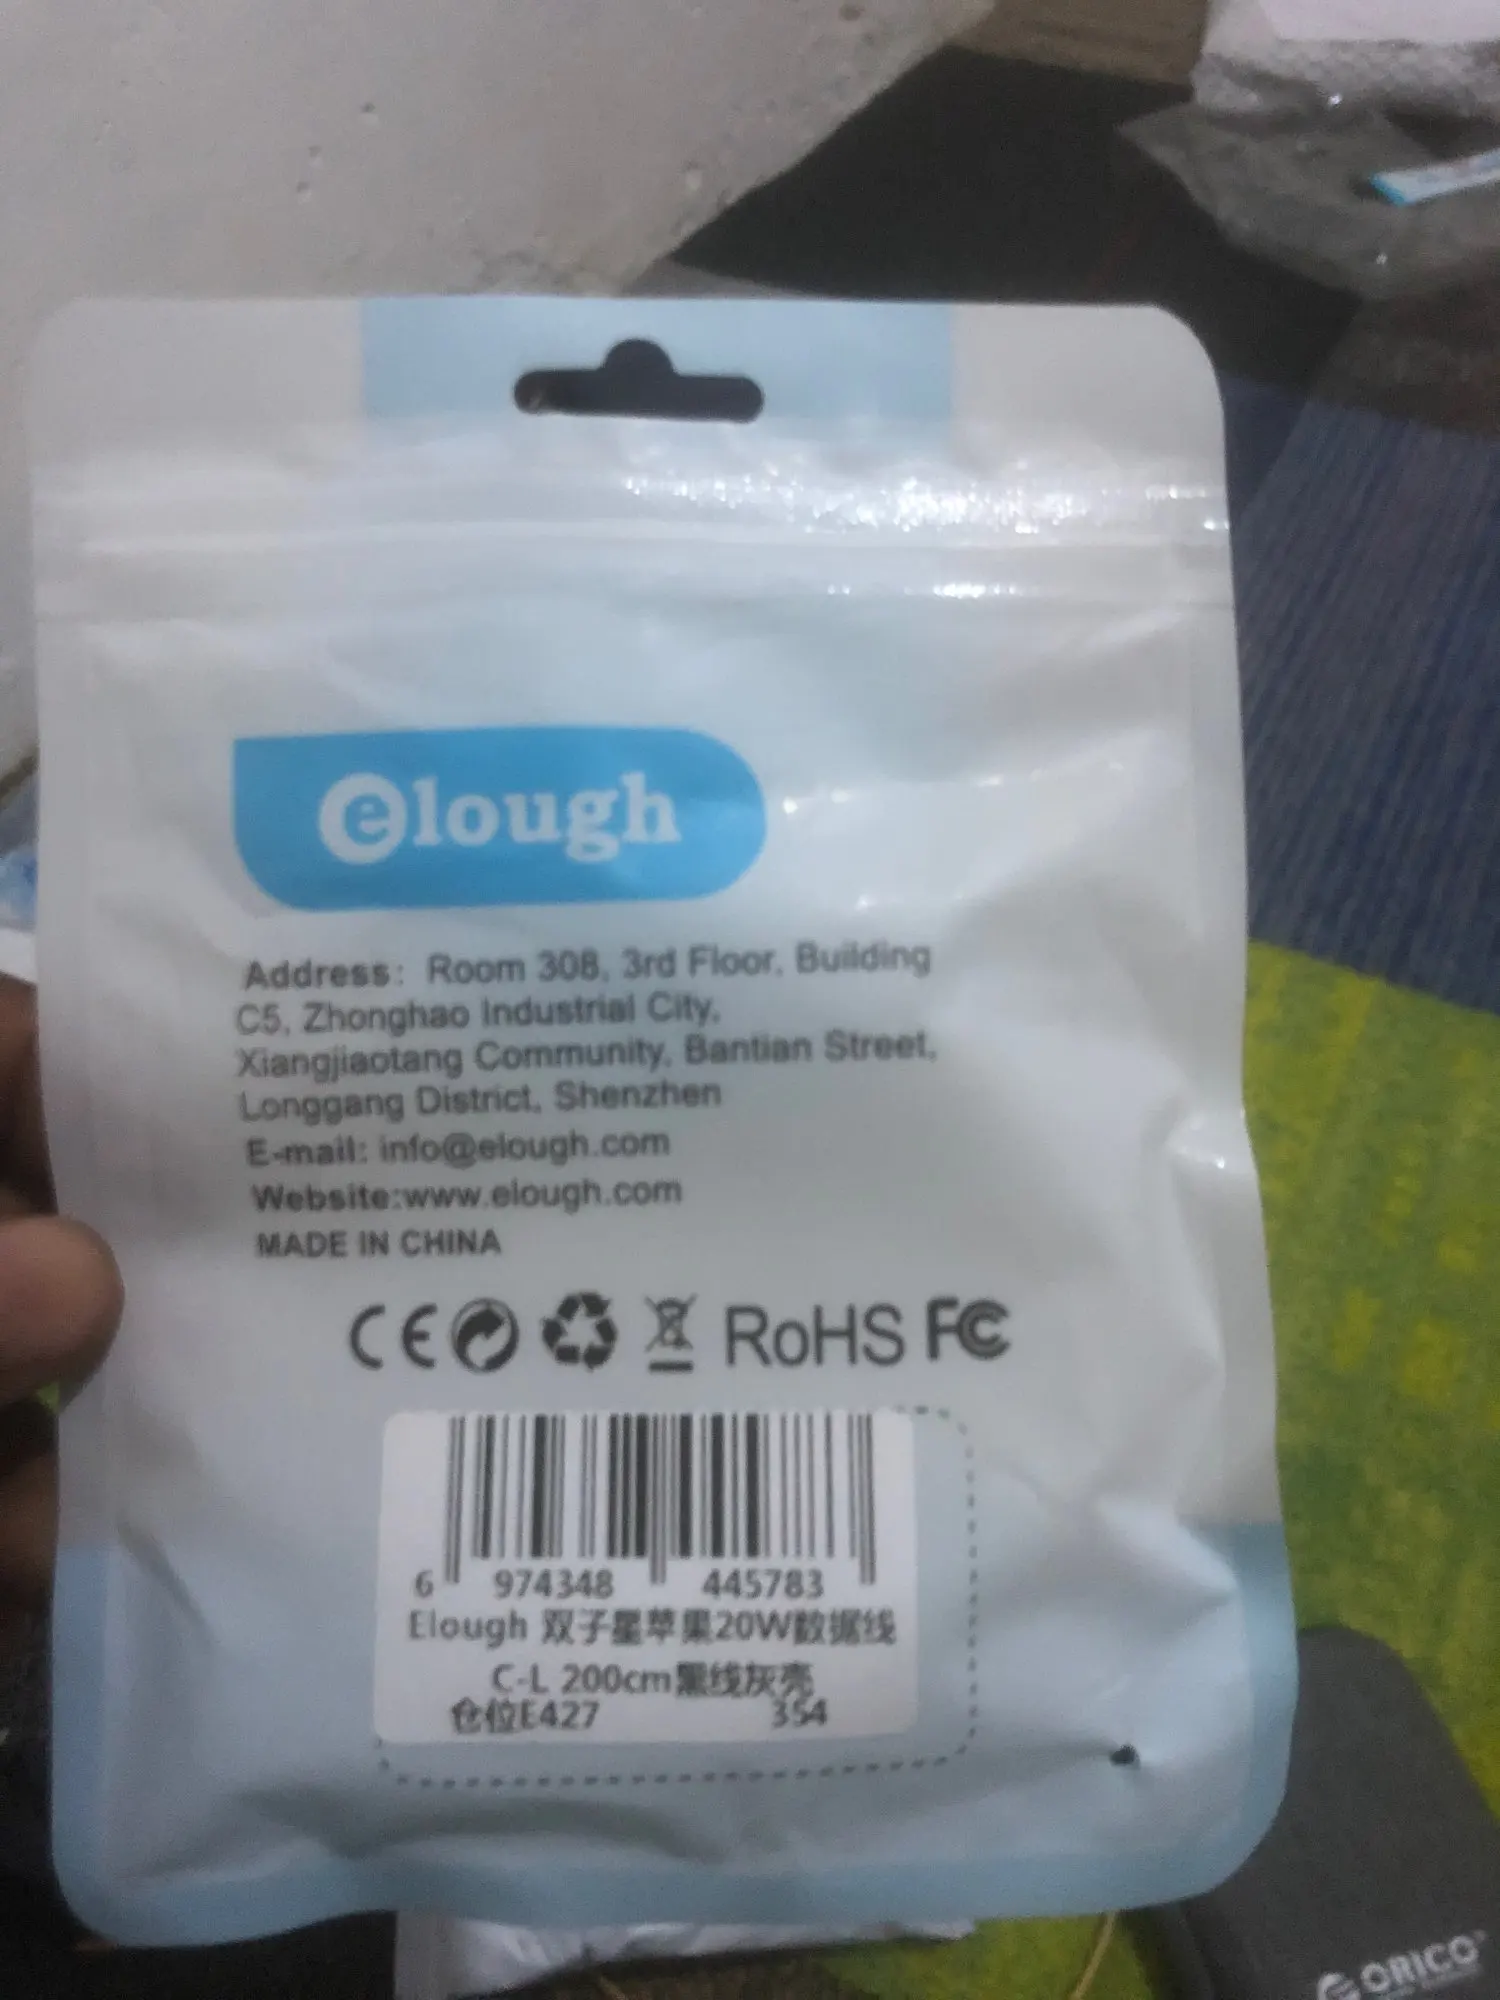 elough
Address: Room 308, 3rd Floor, Building
C5, Zhonghao Industrial City,
Xiangjiaotang Community, Bantian Street,
Longgang District, Shenzhen
E-mail: info@elough.com
Website:www.elough.com
MADE IN CHINA
CE RoHS FC
6 974348 445783
Elough 双子星苹果20W数据线
C-L 200cm黑线灰壳
仓位E427 354
ORICO